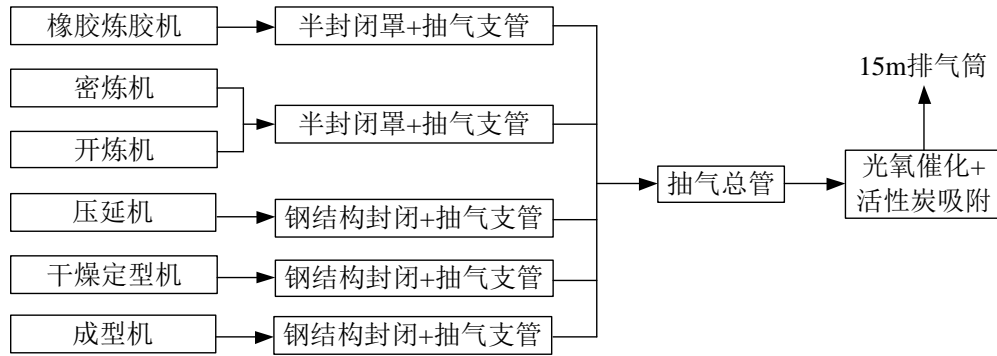 橡胶炼胶机
半封闭罩+抽气支管
密炼机
开炼机
半封闭罩+抽气支管
压延机
钢结构封闭+抽气支管
干燥定型机
钢结构封闭+抽气支管
成型机
钢结构封闭+抽气支管
抽气总管
光氧催化+
活性炭吸附
15m排气筒